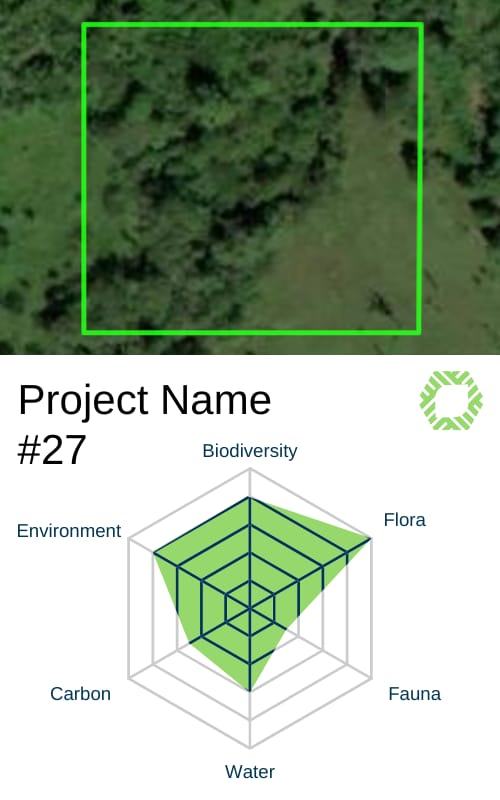 Project Name
#27
Biodiversity
Flora
Environment
Carbon
Fauna
Water